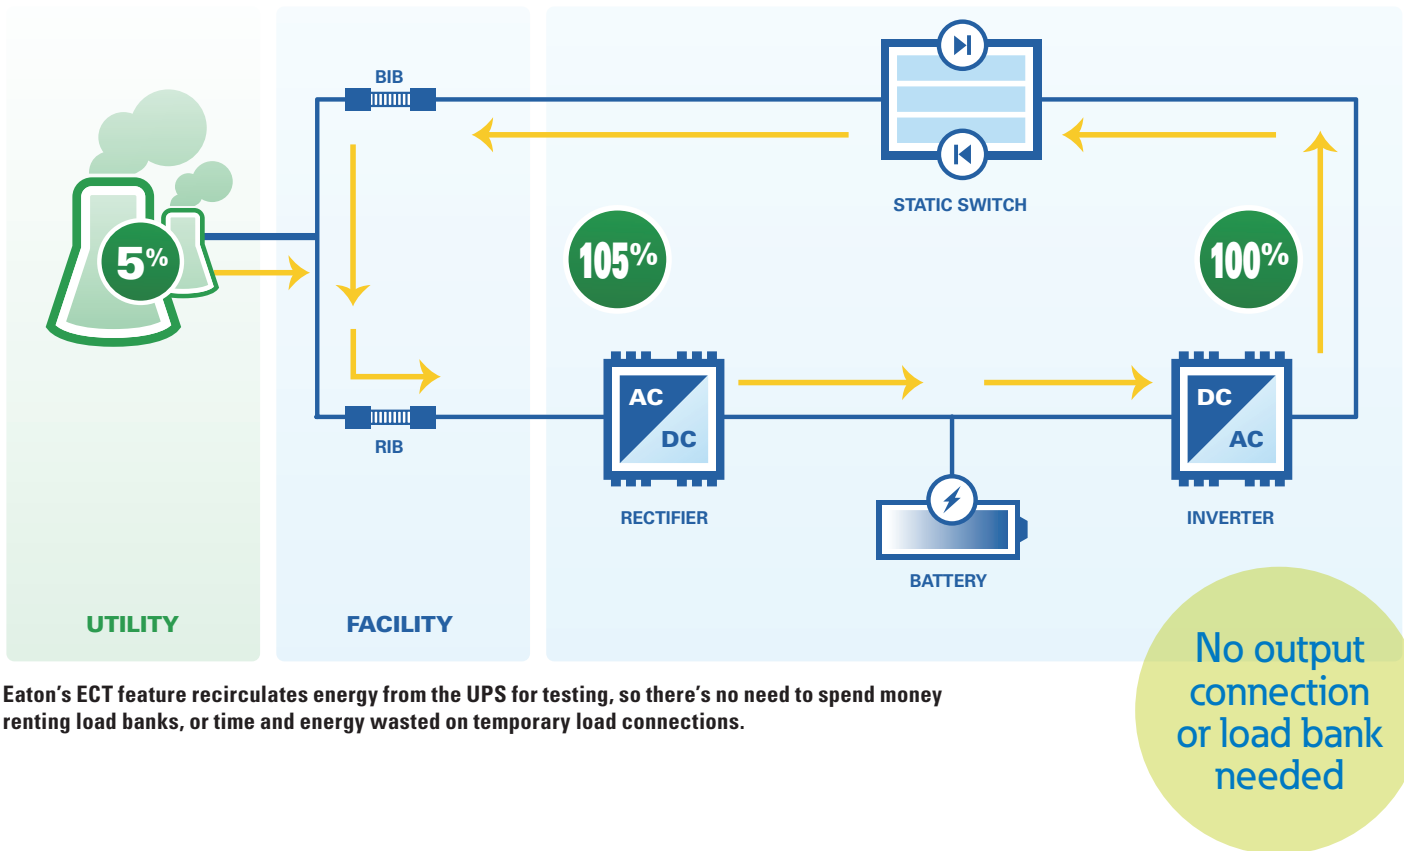 BIB
STATIC SWITCH
5%
105%
100%
AC
DC
DC
AC
RIB
RECTIFIER
INVERTER
BATTERY
UTILITY
FACILITY
No output
connection
or load bank
needed
Eaton’s ECT feature recirculates energy from the UPS for testing, so there’s no need to spend money
renting load banks, or time and energy wasted on temporary load connections.